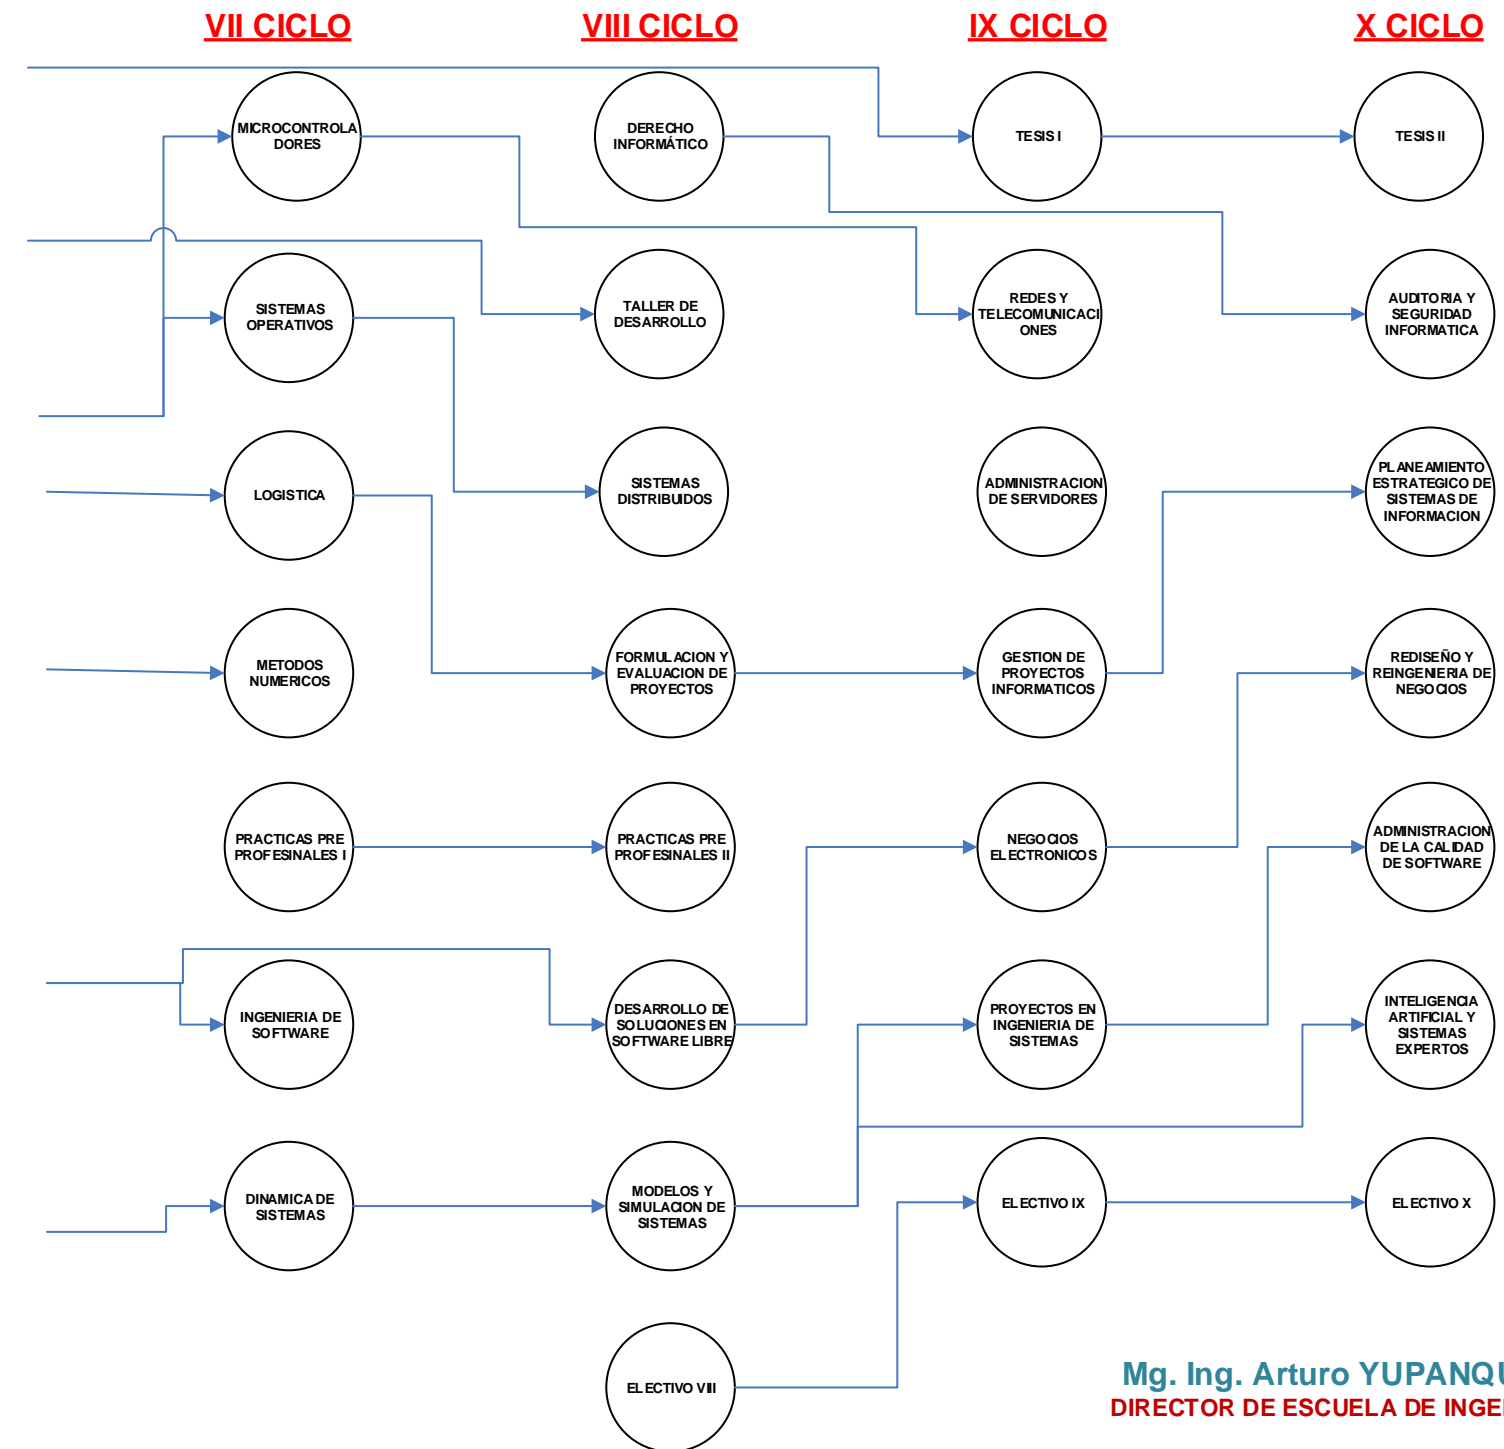 VII CICLO
VIII CICLO
IX CICLO
X CICLO
MICROCONTROLA
DORES
DERECHO
INFORMÁTICO
TESIS I
TESIS II
SISTEMAS
OPERATIVOS
TALLER DE
DESARROLLO
REDES Y
TELECOMUNICACI
ONES
AUDITORIA Y
SEGURIDAD
INFORMATICA
LOGISTICA
SISTEMAS
DISTRIBUIDOS
ADMINISTRACION
DE SERVIDORES
PLANEAMIENTO
ESTRATEGICO DE
SISTEMAS DE
INFORMACION
METODOS
NUMERICOS
FORMULACION Y
EVALUACION DE
PROYECTOS
GESTION DE
PROYECTOS
INFORMATICOS
REDISEÑO Y
REINGENIERIA DE
NEGOCIOS
PRACTICAS PRE
PROFESINALES I
PRACTICAS PRE
PROFESINALES II
NEGOCIOS
ELECTRONICOS
ADMINISTRACION
DE LA CALIDAD
DE SOFTWARE
INGENIERIA DE
SOFTWARE
DESARROLLO DE
SOLUCIONES EN
SOFTWARE LIBRE
PROYECTOS EN
INGENIERIA DE
SISTEMAS
INTELIGENCIA
ARTIFICIAL Y
SISTEMAS
EXPERTOS
DINAMICA DE
SISTEMAS
MODELOS Y
SIMULACION DE
SISTEMAS
ELECTIVO IX
ELECTIVO X
ELECTIVO VIII
Mg. Ing. Arturo YUPANQU
DIRECTOR DE ESCUELA DE INGE